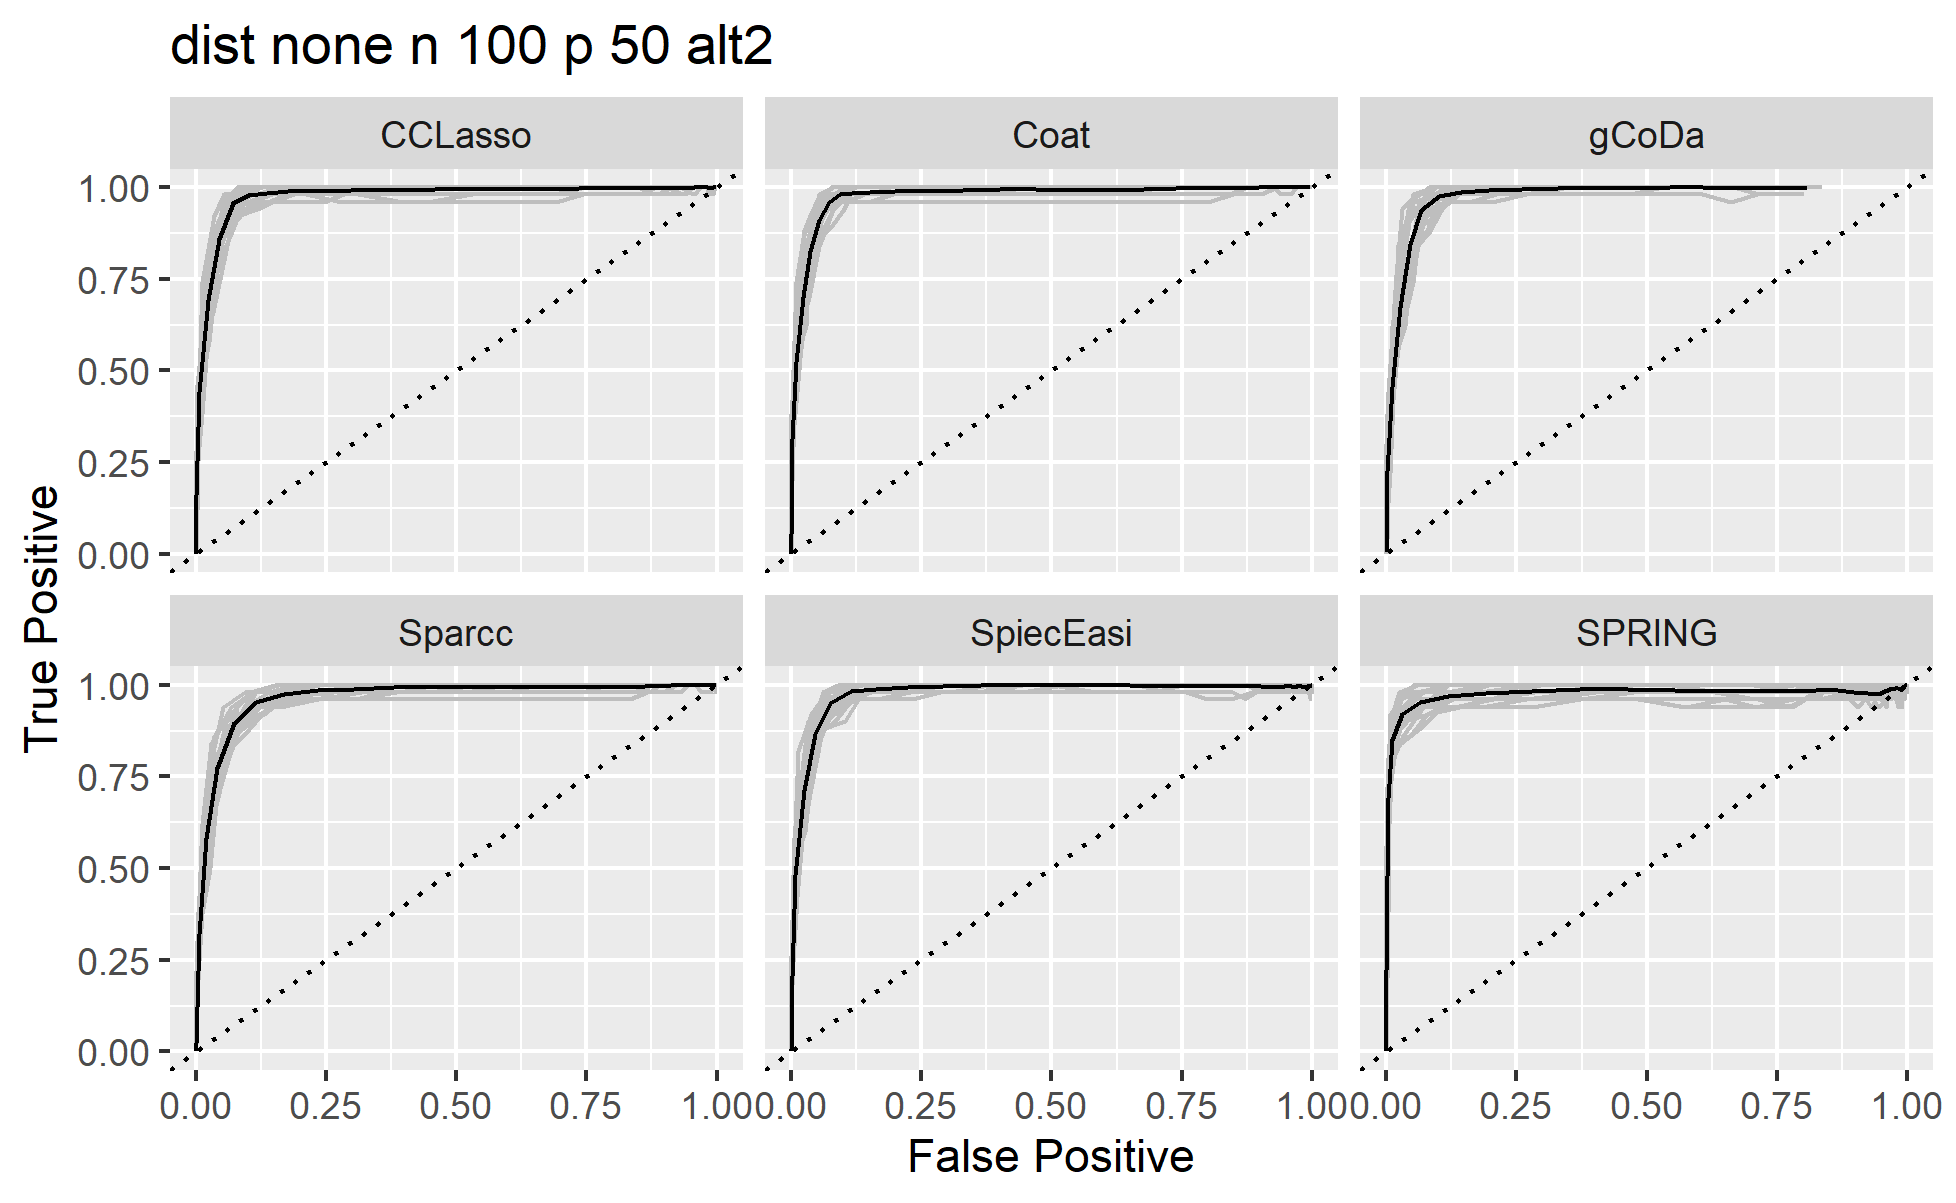 dist none n 100 p 50 alt2
CCLasso
Coat
gCoDa
1.00
0.75
0.50
0.25
0.00
Sparcc
SpiecEasi
SPRING
1.00
0.75
0.50
0.25
0.00
True Positive
0.00 0.25 0.50 0.75 1.00
0.00 0.25 0.50 0.75 1.00
0.00 0.25 0.50 0.75 1.00
False Positive